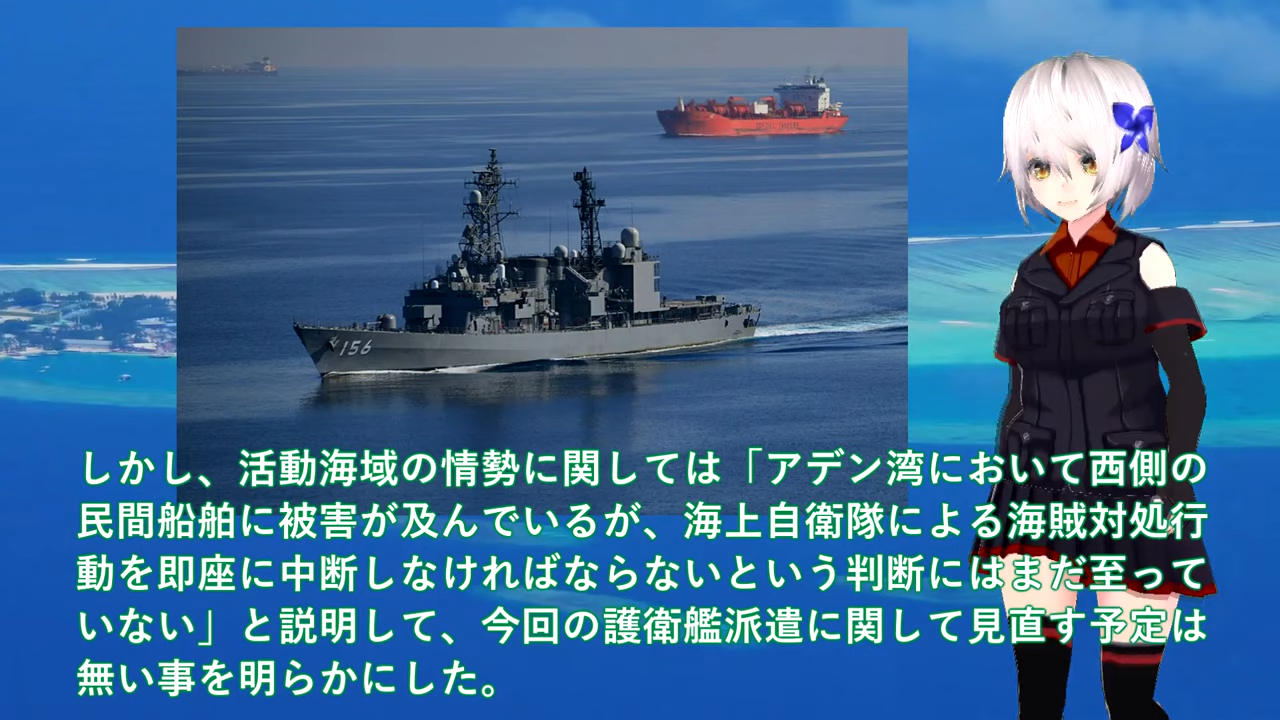 156
しかし、活動海域の情勢に関しては「アデン湾において西側の
民間船舶に被害が及んでいるが、海上自衛隊による海賊対処行
動を即座に中断しなければならないという判断にはまだ至って
いない」と説明して、今回の護衛艦派遣に関して見直す予定は
無い事を明らかにした。